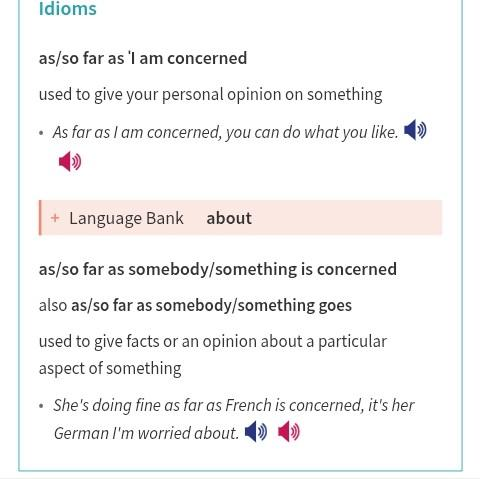 Idioms
as/so far as ˈI am concerned
used to give your personal opinion on something
• As far as I am concerned, you can do what you like.
+ Language Bank about
as/so far as somebody/something is concerned
also as/so far as somebody/something goes
used to give facts or an opinion about a particular
aspect of something
• She's doing fine as far as French is concerned, it's her
German I'm worried about.